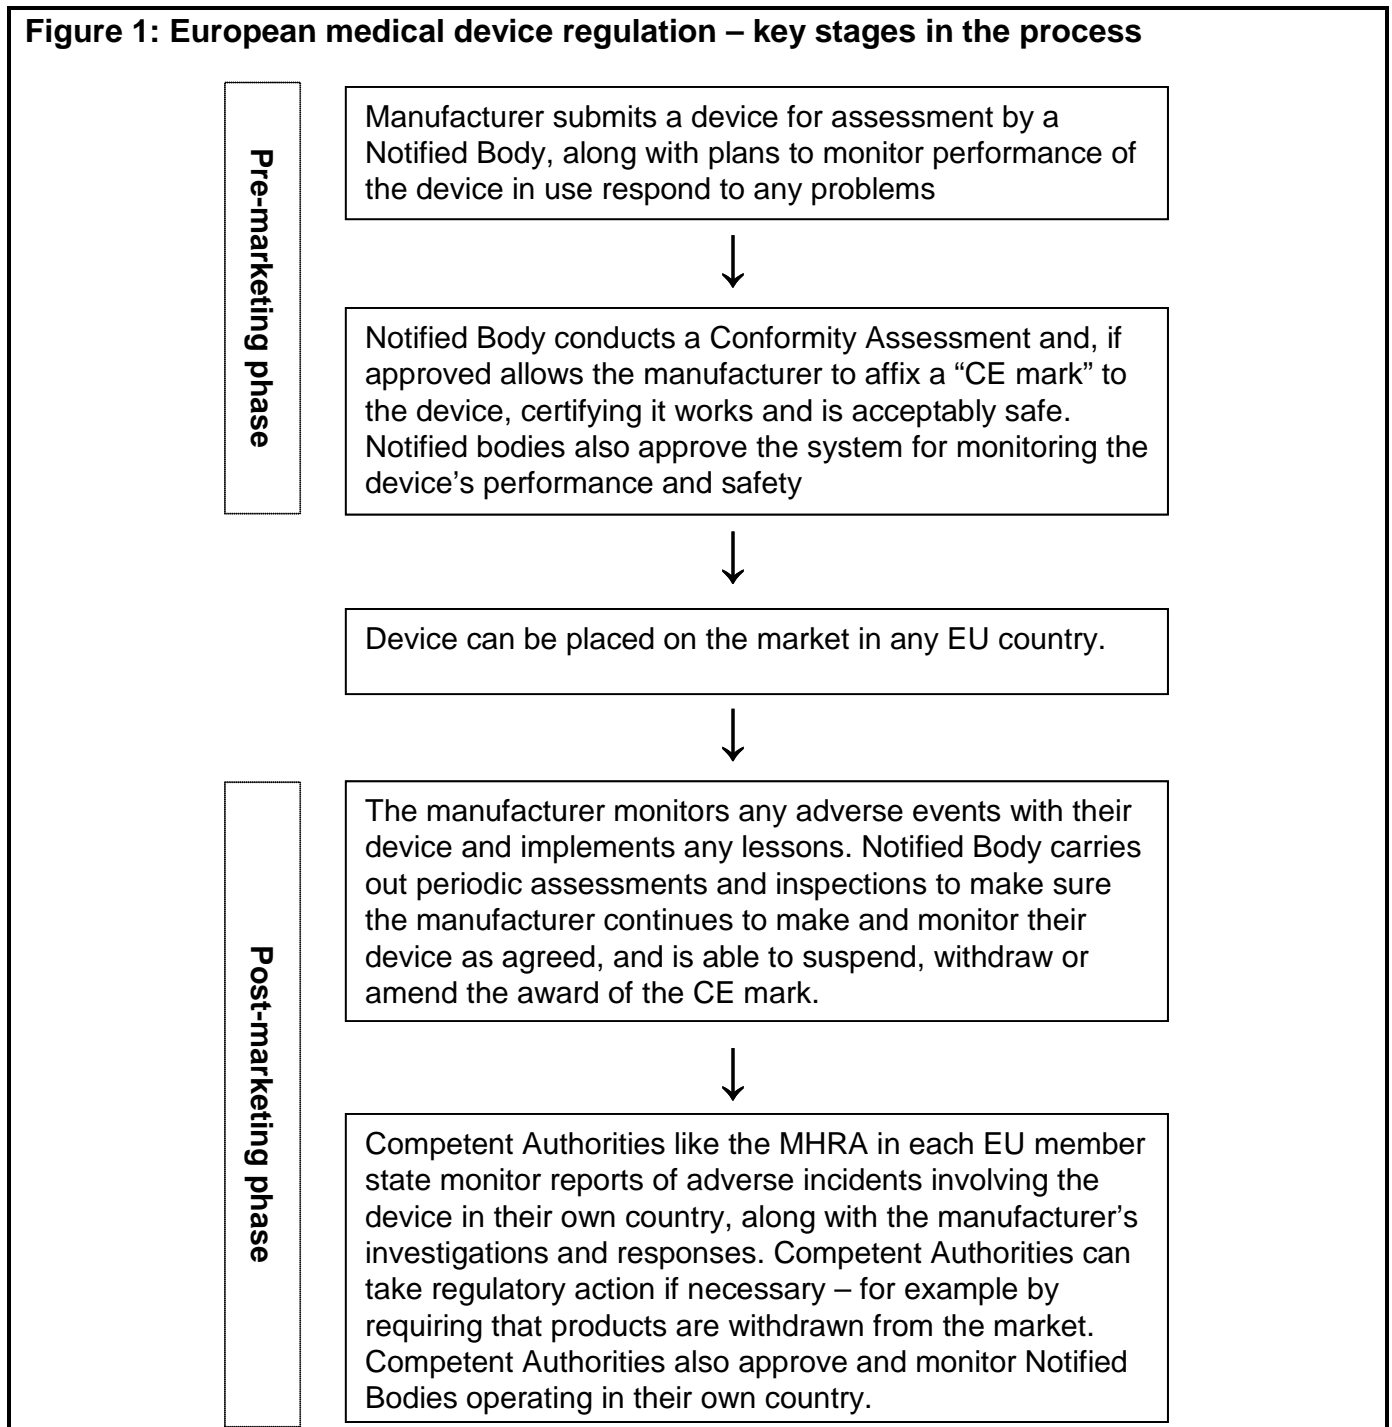 Figure 1: European medical device regulation – key stages in the process
Pre-marketing phase
Manufacturer submits a device for assessment by a
Notified Body, along with plans to monitor performance of
the device in use respond to any problems
Notified Body conducts a Conformity Assessment and, if
approved allows the manufacturer to affix a “CE mark” to
the device, certifying it works and is acceptably safe.
Notified bodies also approve the system for monitoring the
device’s performance and safety
Device can be placed on the market in any EU country.
Post-marketing phase
The manufacturer monitors any adverse events with their
device and implements any lessons. Notified Body carries
out periodic assessments and inspections to make sure
the manufacturer continues to make and monitor their
device as agreed, and is able to suspend, withdraw or
amend the award of the CE mark.
Competent Authorities like the MHRA in each EU member
state monitor reports of adverse incidents involving the
device in their own country, along with the manufacturer’s
investigations and responses. Competent Authorities can
take regulatory action if necessary – for example by
requiring that products are withdrawn from the market.
Competent Authorities also approve and monitor Notified
Bodies operating in their own country.